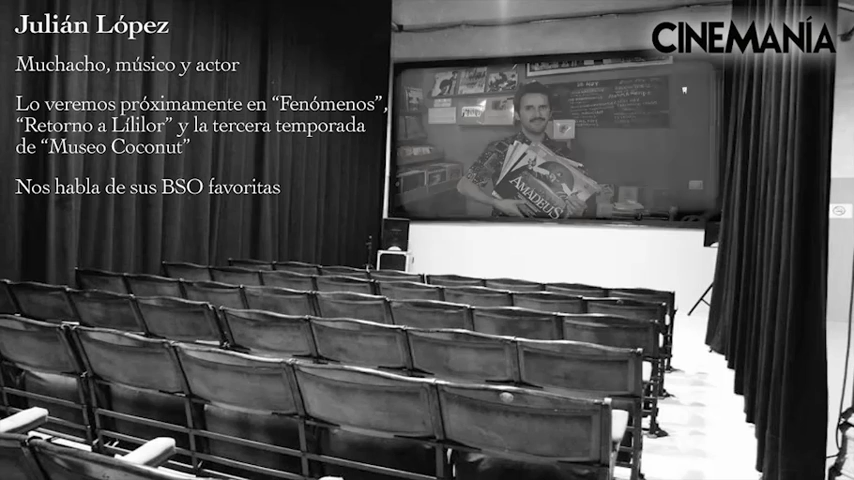 Julián López
CINEMANÍA
Muchacho, músico y actor
Lo veremos próximamente en “Fenómenos”,
“Retorno a Lílilor” y la tercera temporada
de “Museo Coconut”
Nos habla de sus BSO favoritas
AMADEUS